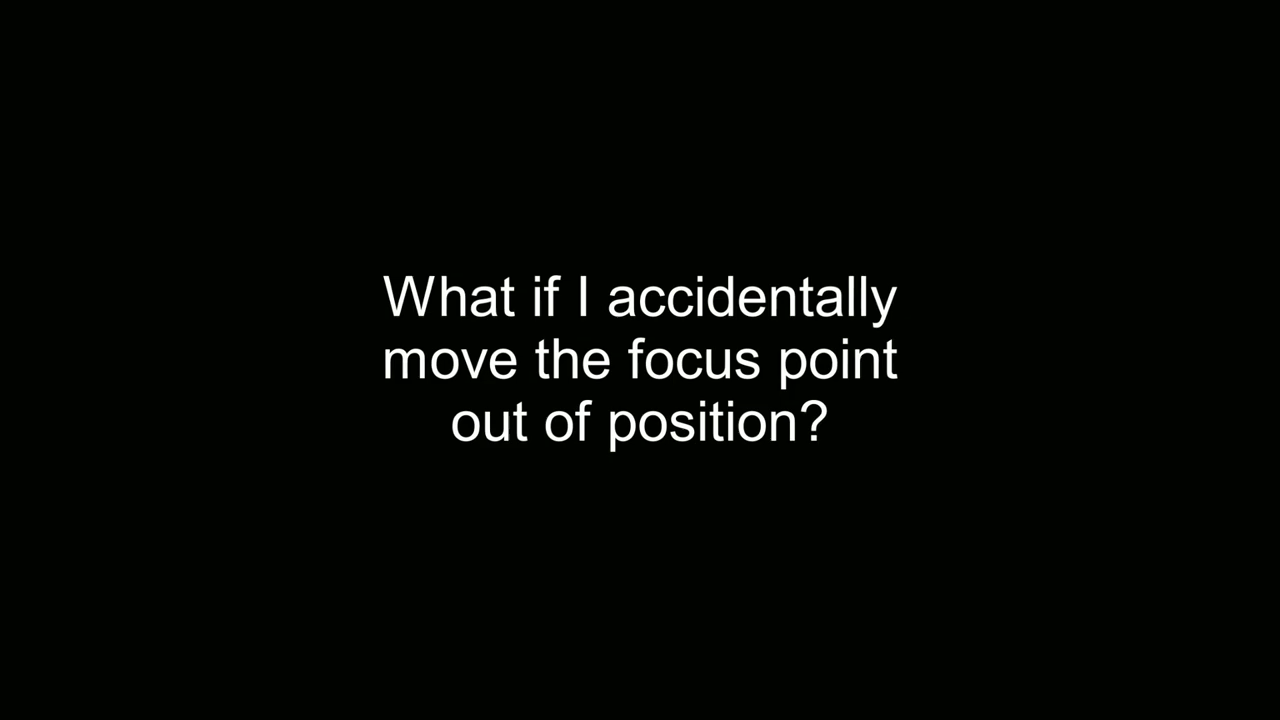 What if I accidentally
move the focus point
out of position?